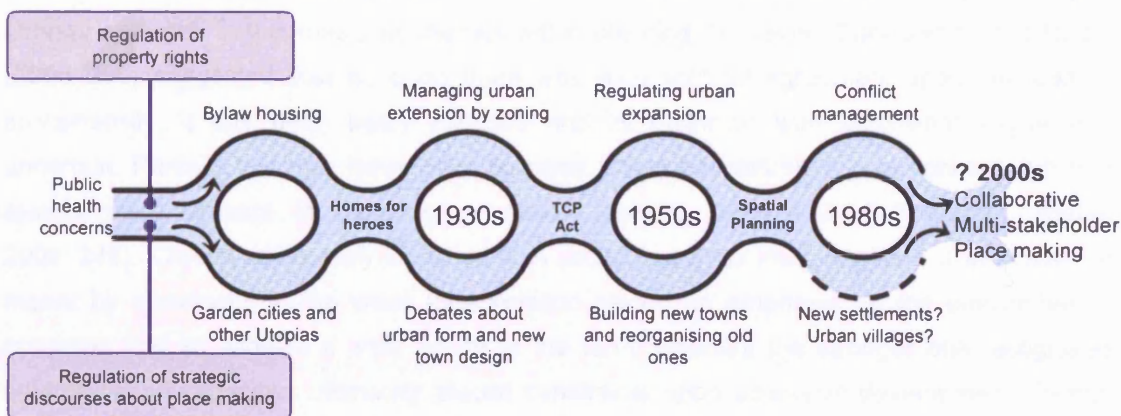 Regulation of
property rights
Bylaw housing
Managing urban
extension by zoning
Regulating urban
expansion
Conflict
management
Public
health
concerns
Homes for
heroes
1930s
TCP
Act
1950s
Spatial
Planning
1980s
? 2000s
Collaborative
Multi-stakeholder
Place making
Garden cities and
other Utopias
Debates about
urban form and new
town design
Building new towns
and reorganising old
ones
New settlements?
Urban villages?
Regulation of strategic
discourses about place making